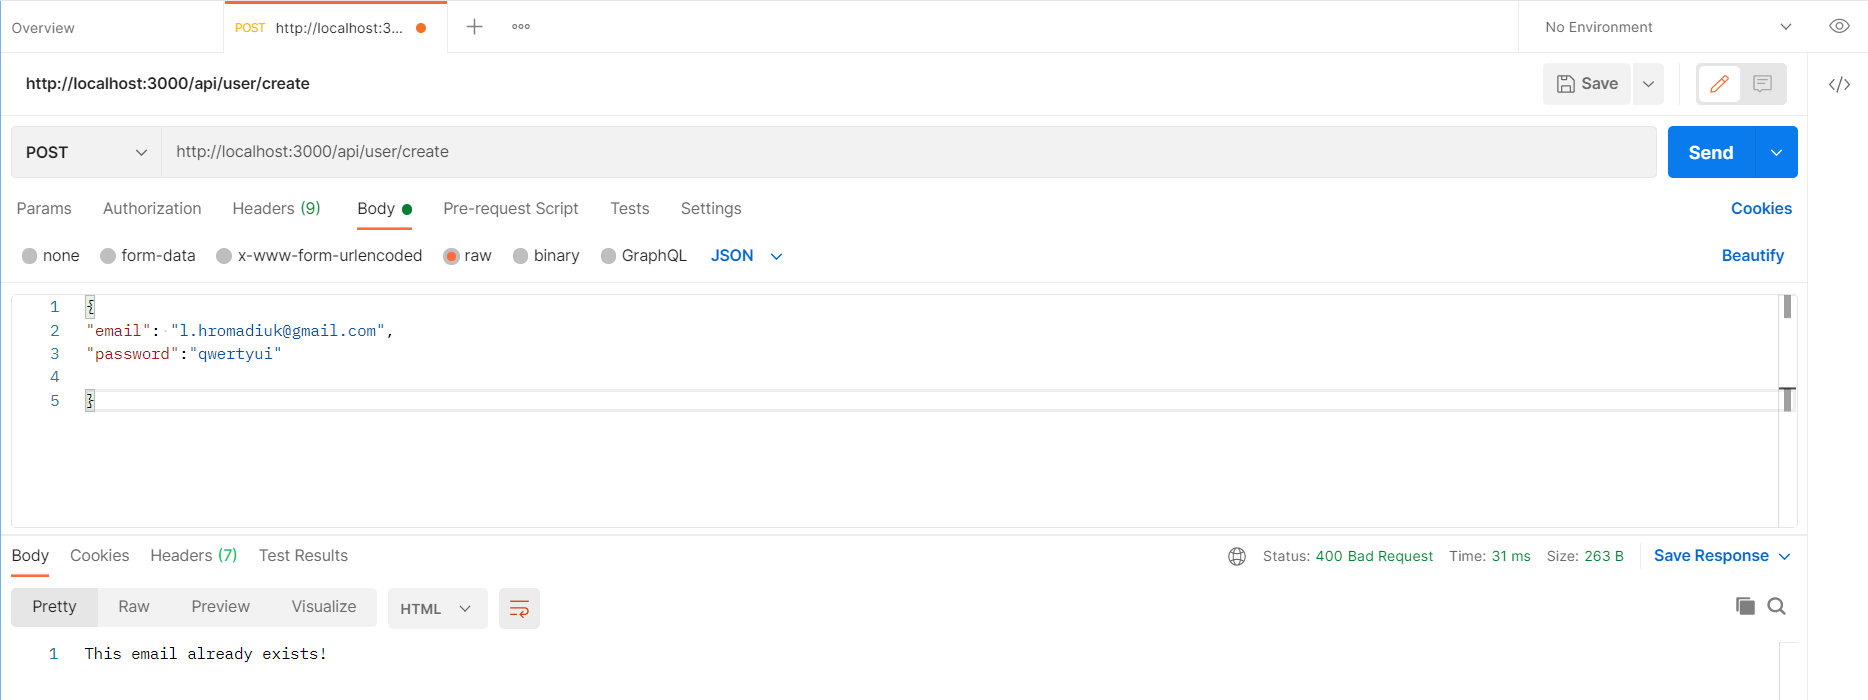 Overview POST http://localhost:3... No Environment
http://localhost:3000/api/user/create Save
POST http://localhost:3000/api/user/create Send
Params Authorization Headers (9) Body Pre-request Script Tests Settings Cookies
none form-data x-www-form-urlencoded raw binary GraphQL JSON Beautify
1 {
2 "email": "l.hromadiuk@gmail.com",
3 "password":"qwertyui"
4
5 }
Body Cookies Headers (7) Test Results Status: 400 Bad Request Time: 31 ms Size: 263 B Save Response
Pretty Raw Preview Visualize HTML
1 This email already exists!